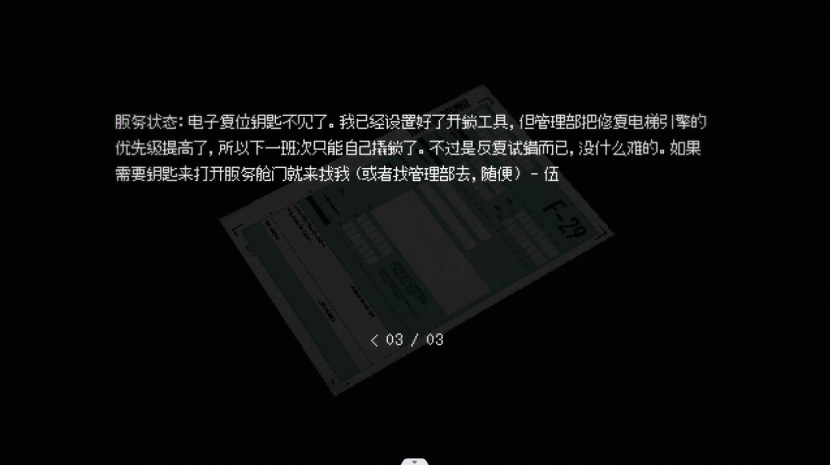 服务状态：电子复位钥匙不见了。我已经设置好了开锁工具，但管理部把修复电梯引擎的
优先级提高了，所以下一班次只能自己撬锁了。不过是反复试错而已，没什么难的。如果
需要钥匙来打开服务舱门就来找我（或者找管理部去，随便）- 伍
F-29
< 03 / 03